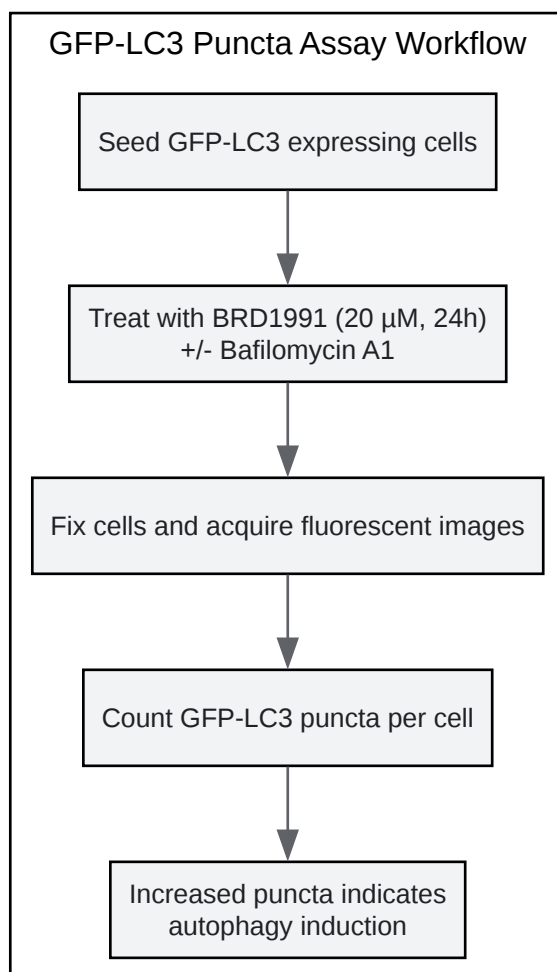 GFP-LC3 Puncta Assay Workflow
Seed GFP-LC3 expressing cells
Treat with BRD1991 (20 µM, 24h)
+/- Bafilomycin A1
Fix cells and acquire fluorescent images
Count GFP-LC3 puncta per cell
Increased puncta indicates
autophagy induction